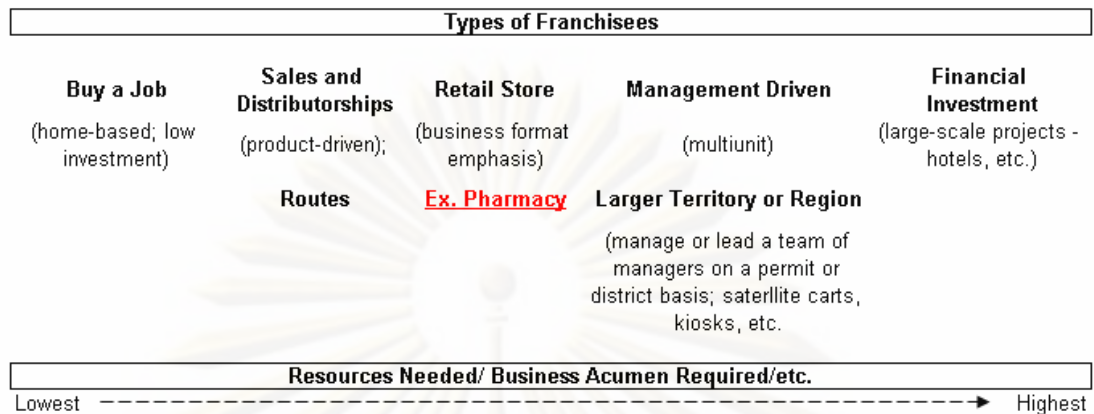 Types of Franchisees
Buy a Job
(home-based; low
investment)
Sales and
Distributorships
(product-driven);
Routes
Retail Store
(business format
emphasis)
Ex. Pharmacy
Management Driven
(multiunit)
Larger Territory or Region
(manage or lead a team of
managers on a permit or
district basis; saterllite carts,
kiosks, etc.
Financial
Investment
(large-scale projects -
hotels, etc.)
Resources Needed/ Business Acumen Required/etc.
Lowest
Highest